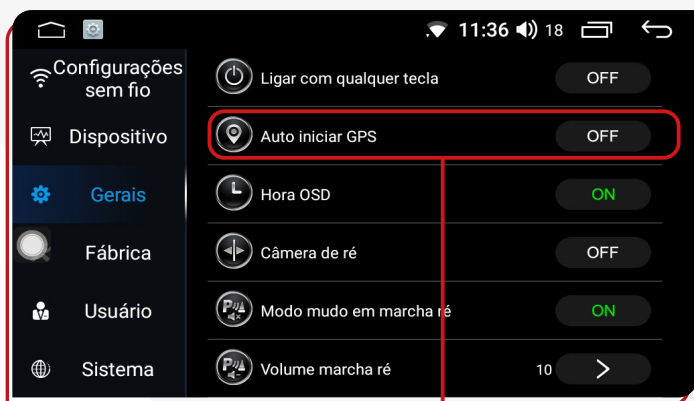 11:36 18
Configurações
sem fio
Dispositivo
Gerais
Fábrica
Usuário
Sistema
Ligar com qualquer tecla OFF
Auto iniciar GPS OFF
Hora OSD ON
Câmera de ré OFF
Modo mudo em marcha ré ON
Volume marcha ré 10